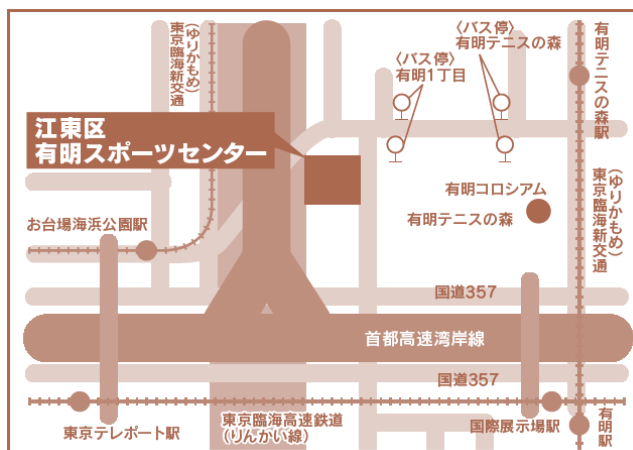 (ゆりかもめ)
東京臨海新交通
〈バス停〉
有明テニスの森
〈バス停〉
有明1丁目
有明テニスの森駅
江東区
有明スポーツセンター
(ゆりかもめ)
東京臨海新交通
有明コロシアム
有明テニスの森
お台場海浜公園駅
国道357
首都高速湾岸線
国道357
東京テレポート駅
東京臨海高速鉄道
(りんかい線)
国際展示場駅
有明駅